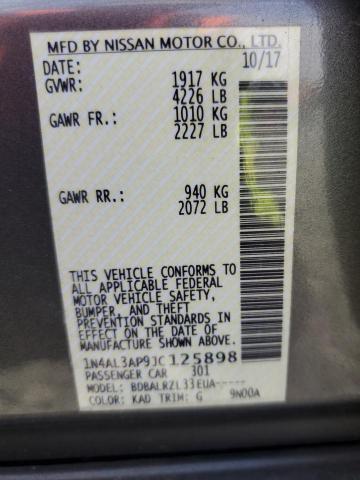 MFD BY NISSAN MOTOR CO., LTD.
DATE: 10/17
GVWR: 1917 KG
4226 LB
GAWR FR.: 1010 KG
2227 LB
GAWR RR.: 940 KG
2072 LB
THIS VEHICLE CONFORMS TO
ALL APPLICABLE FEDERAL
MOTOR VEHICLE SAFETY,
BUMPER, AND THEFT
PREVENTION STANDARDS IN
EFFECT ON THE DATE OF
MANUFACTURE SHOWN ABOVE.
1N4AL3AP9JC125898
PASSENGER CAR 301
MODEL: BDBALRZL33EUA-----
COLOR: KAD TRIM: G 9N00A